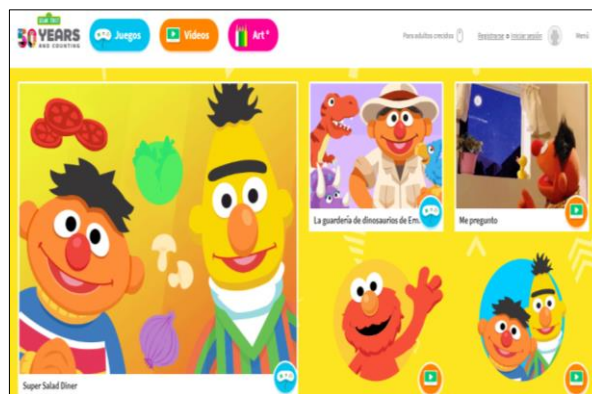 SESAME STREET
50 YEARS
AND COUNTING
Juegos
Videos
Art
Para adultos crecidos
Registrarse o Iniciar sesión
Menú
La guardería de dinosaurios de Em...
Me pregunto
Super Salad Diner